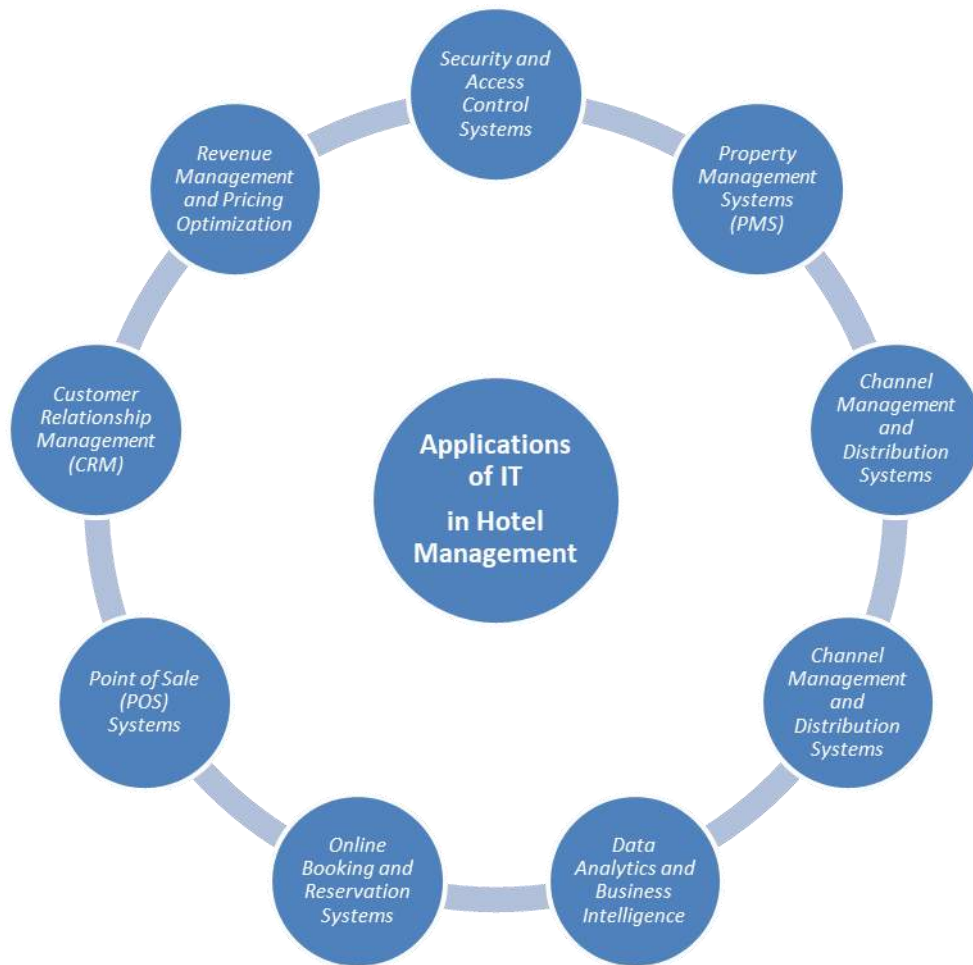 Security and
Access
Control
Systems
Property
Management
Systems
(PMS)
Channel
Management
and
Distribution
Systems
Channel
Management
and
Distribution
Systems
Data
Analytics and
Business
Intelligence
Online
Booking and
Reservation
Systems
Point of Sale
(POS)
Systems
Customer
Relationship
Management
(CRM)
Revenue
Management
and Pricing
Optimization
Applications
of IT
in Hotel
Management